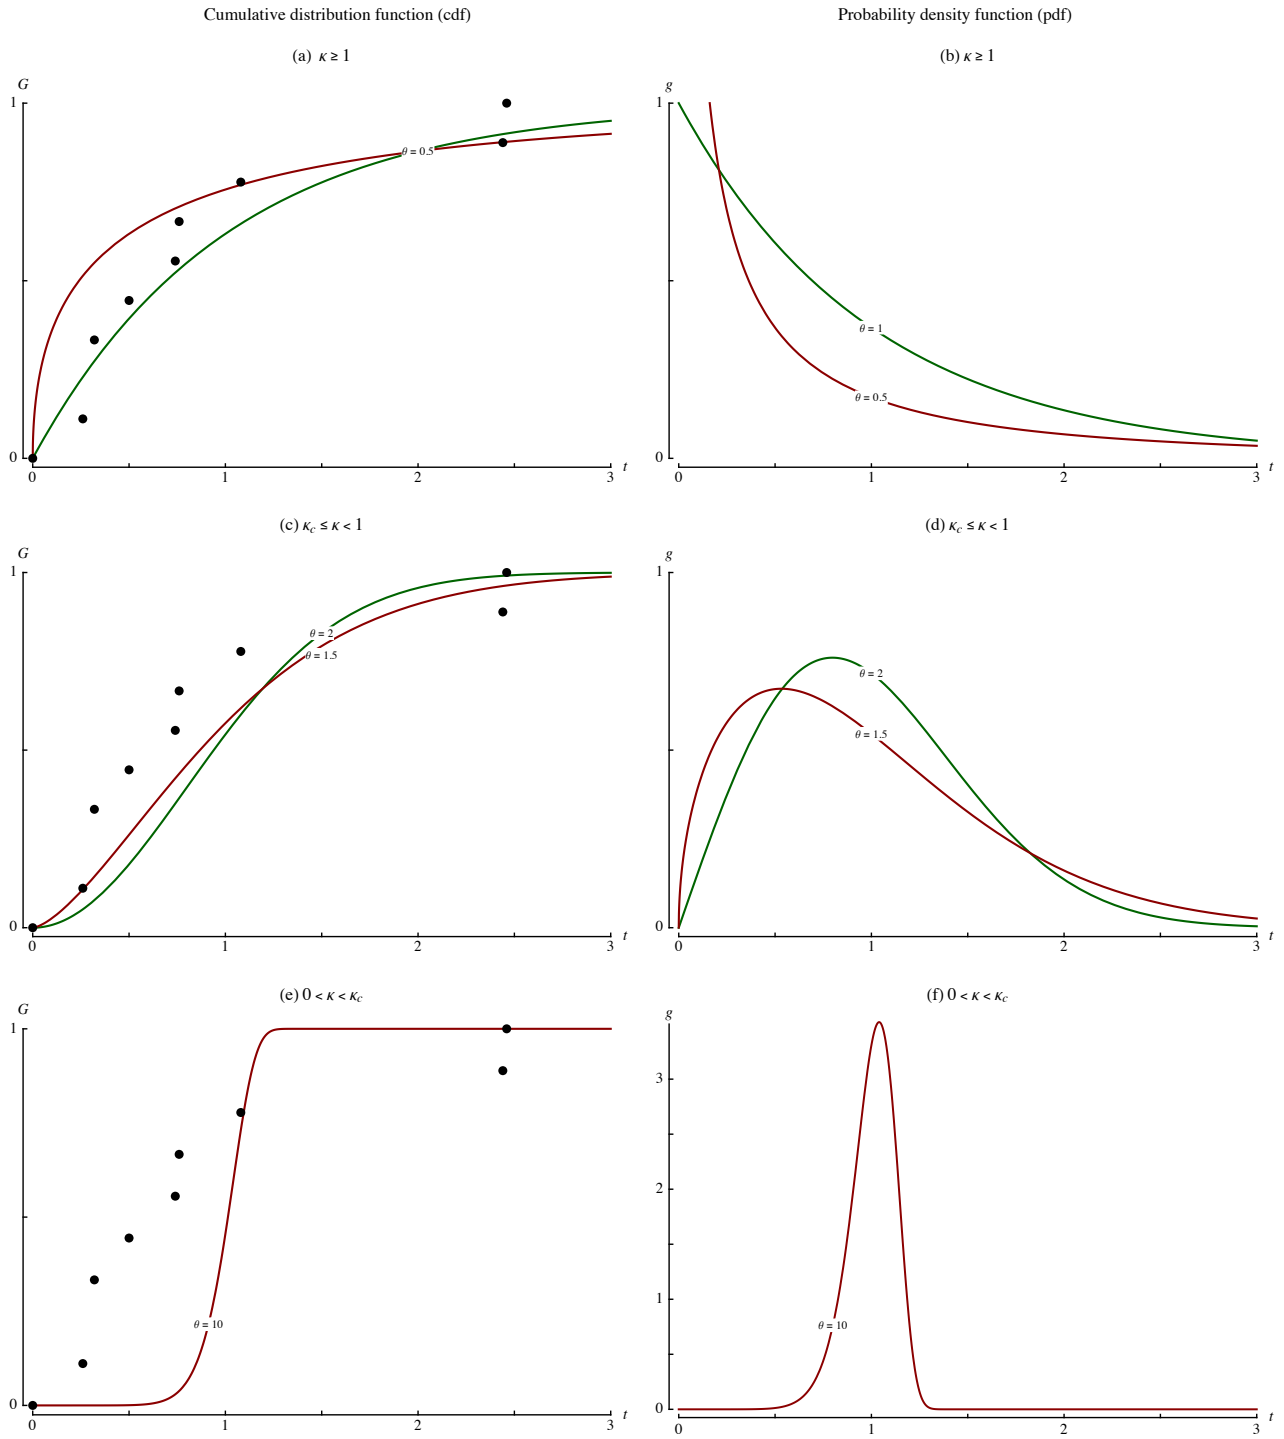 Cumulative distribution function (cdf)
Probability density function (pdf)
(a) κ ≥ 1
(b) κ ≥ 1
G
1
0
θ = 0.5
0 1 2 3 t
g
1
0
θ = 1
θ = 0.5
0 1 2 3 t
(c) κc ≤ κ < 1
(d) κc ≤ κ < 1
G
1
0
θ = 2
θ = 1.5
0 1 2 3 t
g
1
0
θ = 2
θ = 1.5
0 1 2 3 t
(e) 0 < κ < κc
(f) 0 < κ < κc
G
1
0
θ = 10
0 1 2 3 t
g
3
2
1
0
θ = 10
0 1 2 3 t